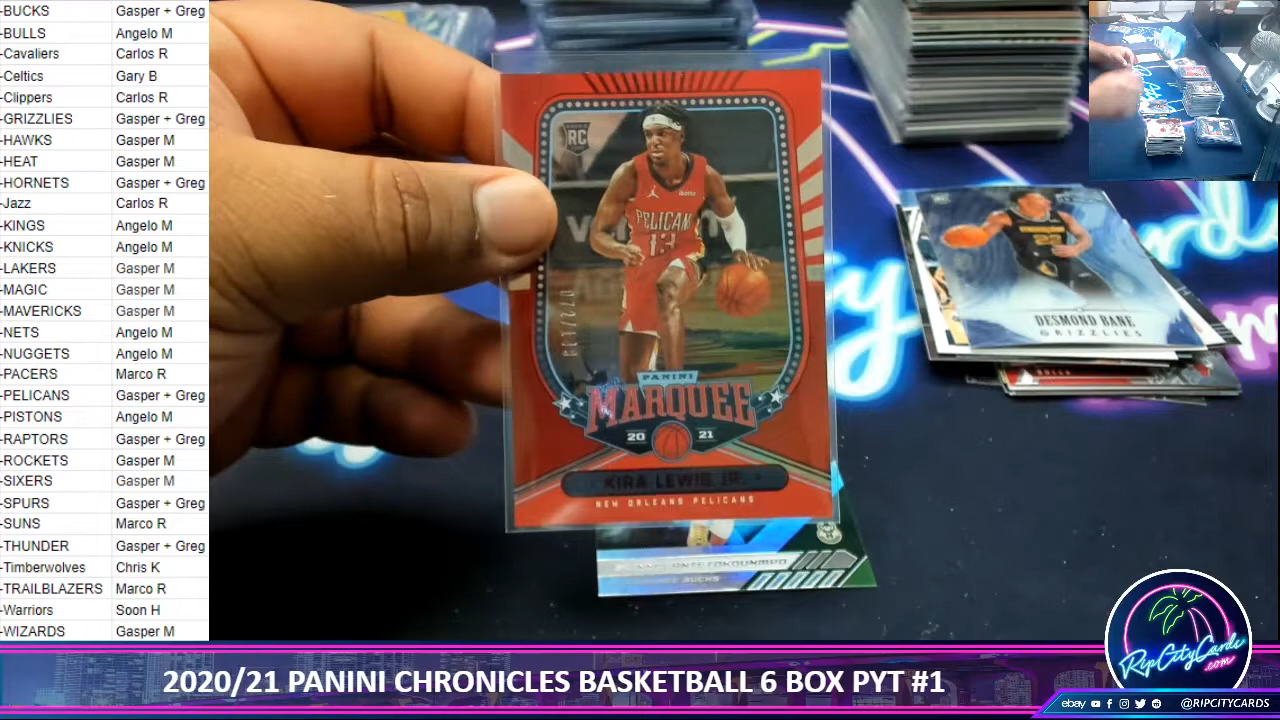 -BUCKS Gasper + Greg
-BULLS Angelo M
-Cavaliers Carlos R
-Celtics Gary B
-Clippers Carlos R
-GRIZZLIES Gasper + Greg
-HAWKS Gasper M
-HEAT Gasper M
-HORNETS Gasper + Greg
-Jazz Carlos R
-KINGS Angelo M
-KNICKS Angelo M
-LAKERS Gasper M
-MAGIC Gasper M
-MAVERICKS Gasper M
-NETS Angelo M
-NUGGETS Angelo M
-PACERS Marco R
-PELICANS Gasper + Greg
-PISTONS Angelo M
-RAPTORS Gasper + Greg
-ROCKETS Gasper M
-SIXERS Gasper M
-SPURS Gasper + Greg
-SUNS Marco R
-THUNDER Gasper + Greg
-Timberwolves Chris K
-TRAILBLAZERS Marco R
-Warriors Soon H
-WIZARDS Gasper M
RC
PELICANS
13
PANINI
MARQUEE
20 21
KIRA LEWIS JR.
NEW ORLEANS PELICANS
BUCKS
DESMOND BANE
GRIZZLIES
BULLS
RipCityCards
.com
2020/21 PANINI CHRONICLES BASKETBALL 6 BOX PYT #1
ebay @RIPCITYCARDS